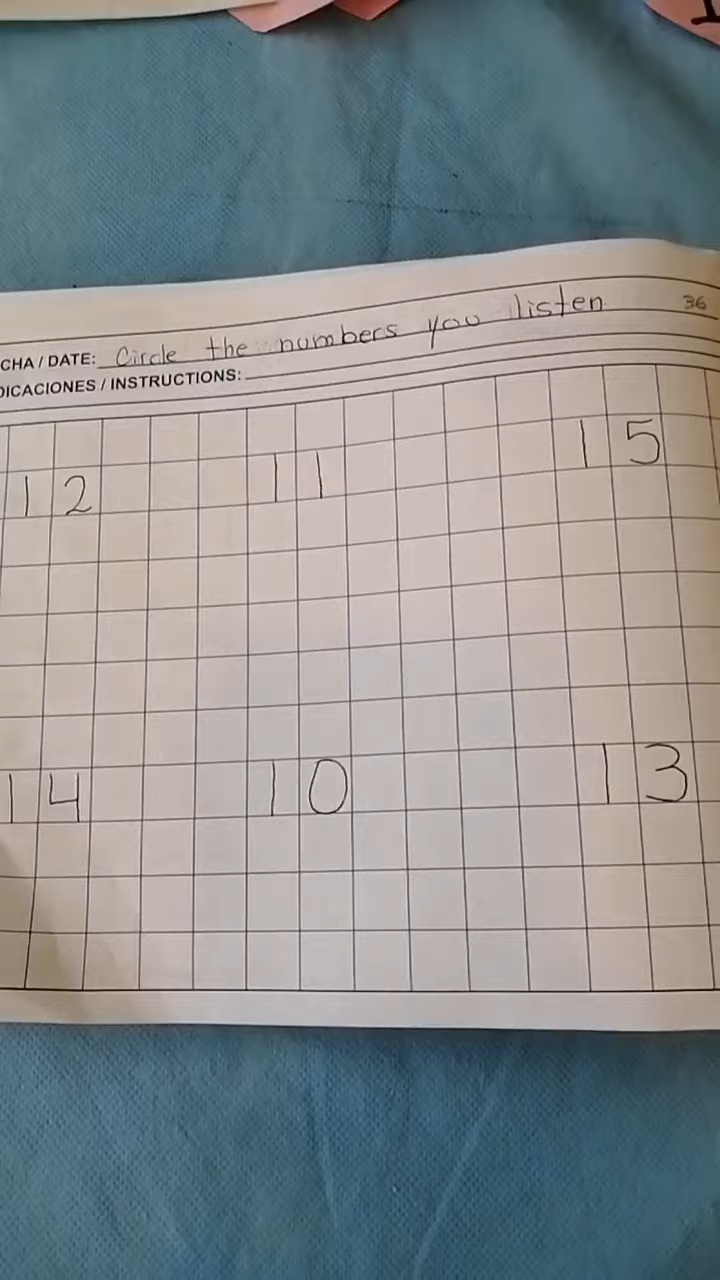 36
CHA / DATE: Circle the numbers you listen
DICACIONES / INSTRUCTIONS:
12 11 15
14 10 13